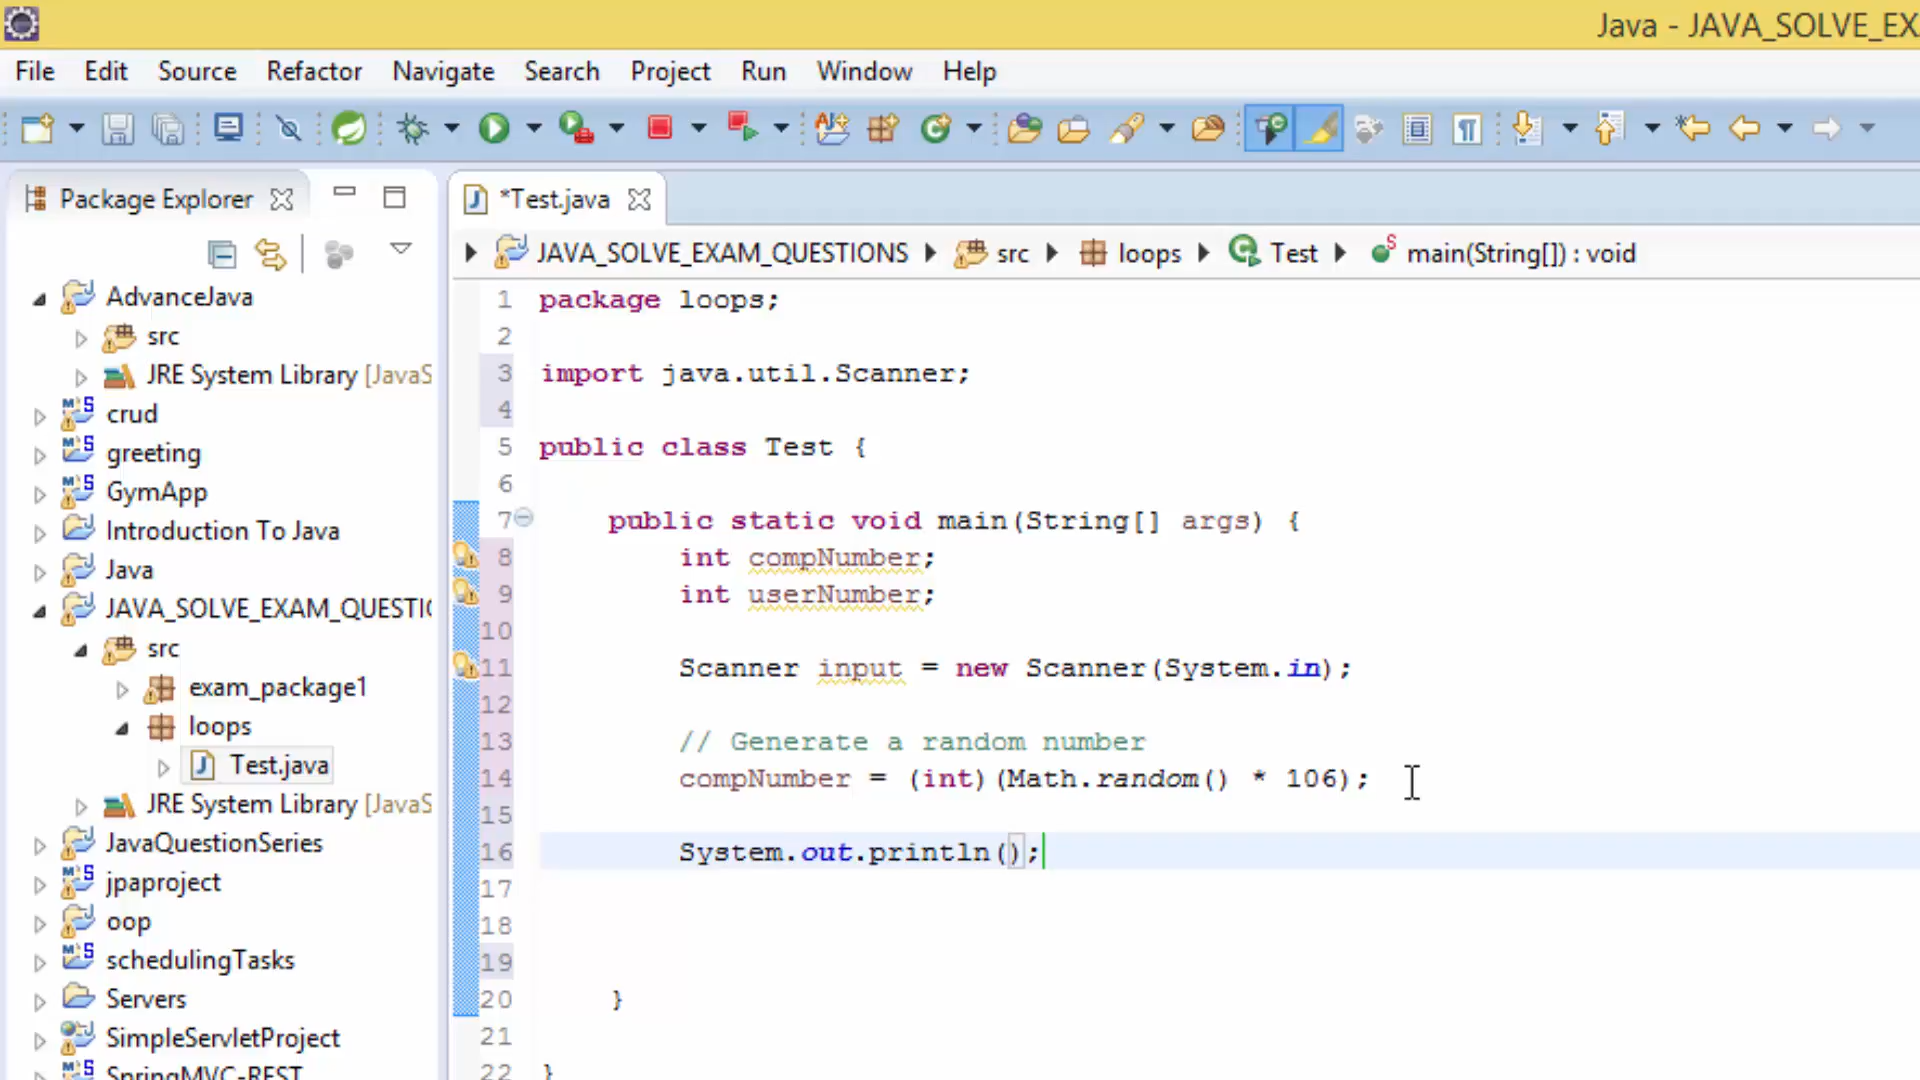 Java - JAVA_SOLVE_EX
File Edit Source Refactor Navigate Search Project Run Window Help
Package Explorer
*Test.java
JAVA_SOLVE_EXAM_QUESTIONS src loops Test main(String[]) : void
AdvanceJava
src
JRE System Library [JavaS
crud
greeting
GymApp
Introduction To Java
Java
JAVA_SOLVE_EXAM_QUESTI
src
exam_package1
loops
Test.java
JRE System Library [JavaS
JavaQuestionSeries
jpaproject
oop
schedulingTasks
Servers
SimpleServletProject
SpringMVC-REST
1 package loops;
2
3 import java.util.Scanner;
4
5 public class Test {
6
7 public static void main(String[] args) {
8 int compNumber;
9 int userNumber;
10
11 Scanner input = new Scanner(System.in);
12
13 // Generate a random number
14 compNumber = (int)(Math.random() * 106);
15
16 System.out.println();
17
18
19
20 }
21
22 }